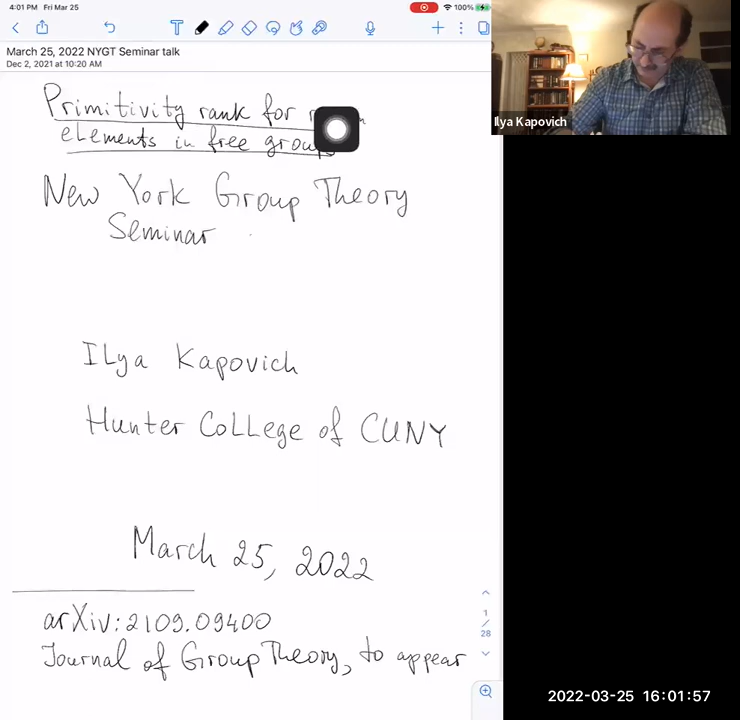 4:01 PM Fri Mar 25
100%
March 25, 2022 NYGT Seminar talk
Dec 2, 2021 at 10:20 AM
Primitivity rank for
elements in free groups
New York Group Theory
Seminar
Ilya Kapovich
Hunter College of CUNY
March 25, 2022
arXiv:2109.09400
Journal of Group Theory, to appear
1
/
28
Ilya Kapovich
2022-03-25 16:01:57